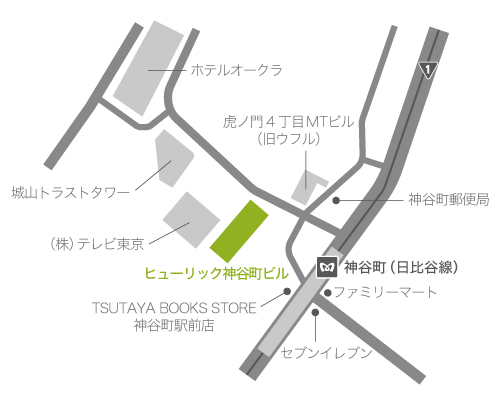 ホテルオークラ
1
虎ノ門4丁目MTビル
(旧ウフル)
城山トラストタワー
神谷町郵便局
(株)テレビ東京
ヒューリック神谷町ビル
神谷町(日比谷線)
ファミリーマート
TSUTAYA BOOKS STORE
神谷町駅前店
セブンイレブン